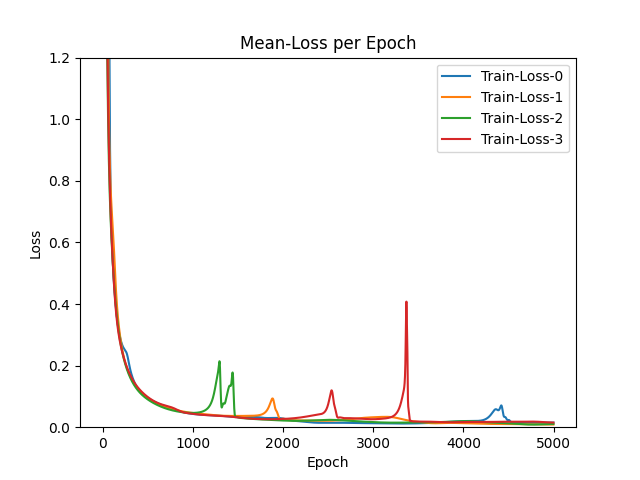 Mean-Loss per Epoch
1.2
1.0
0.8
0.6
0.4
0.2
0.0
Loss
Train-Loss-0
Train-Loss-1
Train-Loss-2
Train-Loss-3
0 1000 2000 3000 4000 5000
Epoch